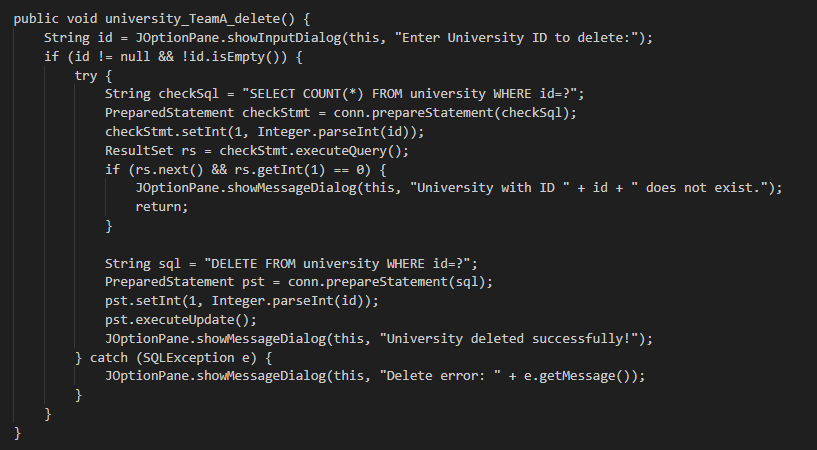 public void university_TeamA_delete() {
    String id = JOptionPane.showInputDialog(this, "Enter University ID to delete:");
    if (id != null && !id.isEmpty()) {
        try {
            String checkSql = "SELECT COUNT(*) FROM university WHERE id=?";
            PreparedStatement checkStmt = conn.prepareStatement(checkSql);
            checkStmt.setInt(1, Integer.parseInt(id));
            ResultSet rs = checkStmt.executeQuery();
            if (rs.next() && rs.getInt(1) == 0) {
                JOptionPane.showMessageDialog(this, "University with ID " + id + " does not exist.");
                return;
            }

            String sql = "DELETE FROM university WHERE id=?";
            PreparedStatement pst = conn.prepareStatement(sql);
            pst.setInt(1, Integer.parseInt(id));
            pst.executeUpdate();
            JOptionPane.showMessageDialog(this, "University deleted successfully!");
        } catch (SQLException e) {
            JOptionPane.showMessageDialog(this, "Delete error: " + e.getMessage());
        }
    }
}